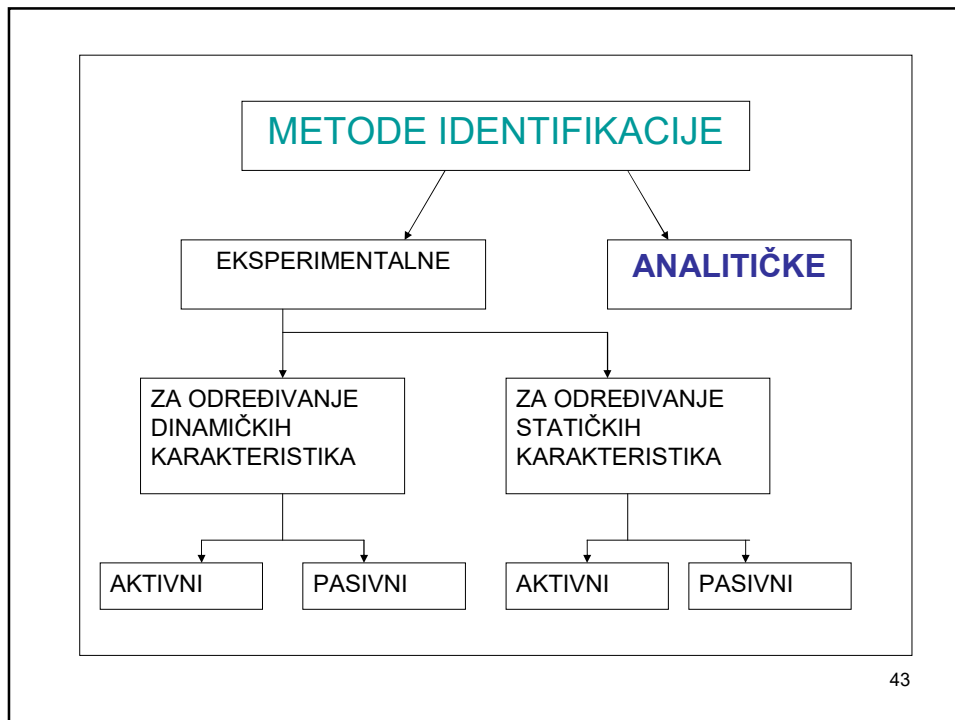 METODE IDENTIFIKACIJE
EKSPERIMENTALNE
ANALITIČKE
ZA ODREĐIVANJE
DINAMIČKIH
KARAKTERISTIKA
ZA ODREĐIVANJE
STATIČKIH
KARAKTERISTIKA
AKTIVNI
PASIVNI
AKTIVNI
PASIVNI
43